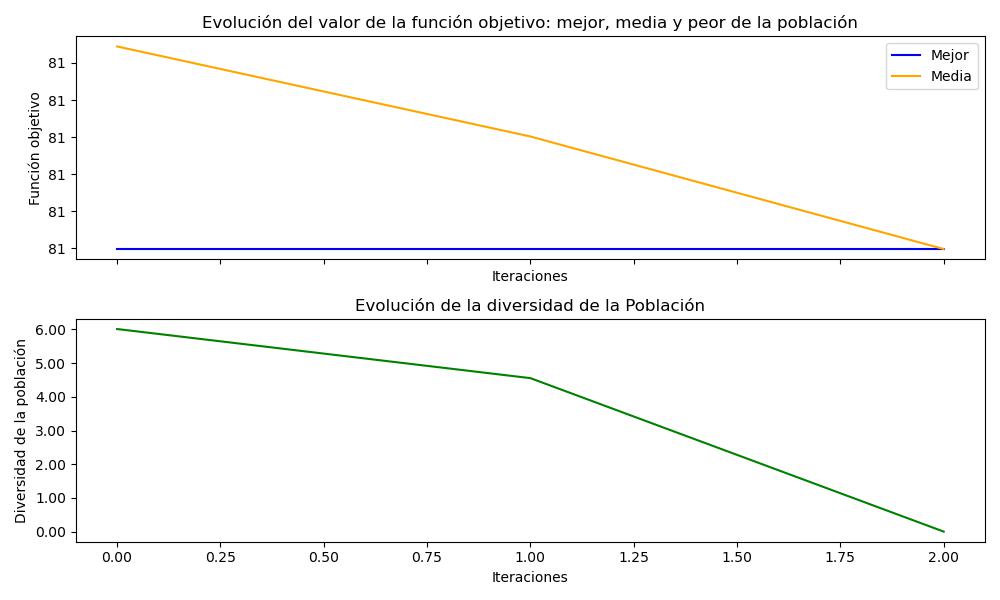 Evolución del valor de la función objetivo: mejor, media y peor de la población
Función objetivo
81
81
81
81
81
81
Mejor
Media
Iteraciones
Evolución de la diversidad de la Población
Diversidad de la población
6.00
5.00
4.00
3.00
2.00
1.00
0.00
0.00 0.25 0.50 0.75 1.00 1.25 1.50 1.75 2.00
Iteraciones